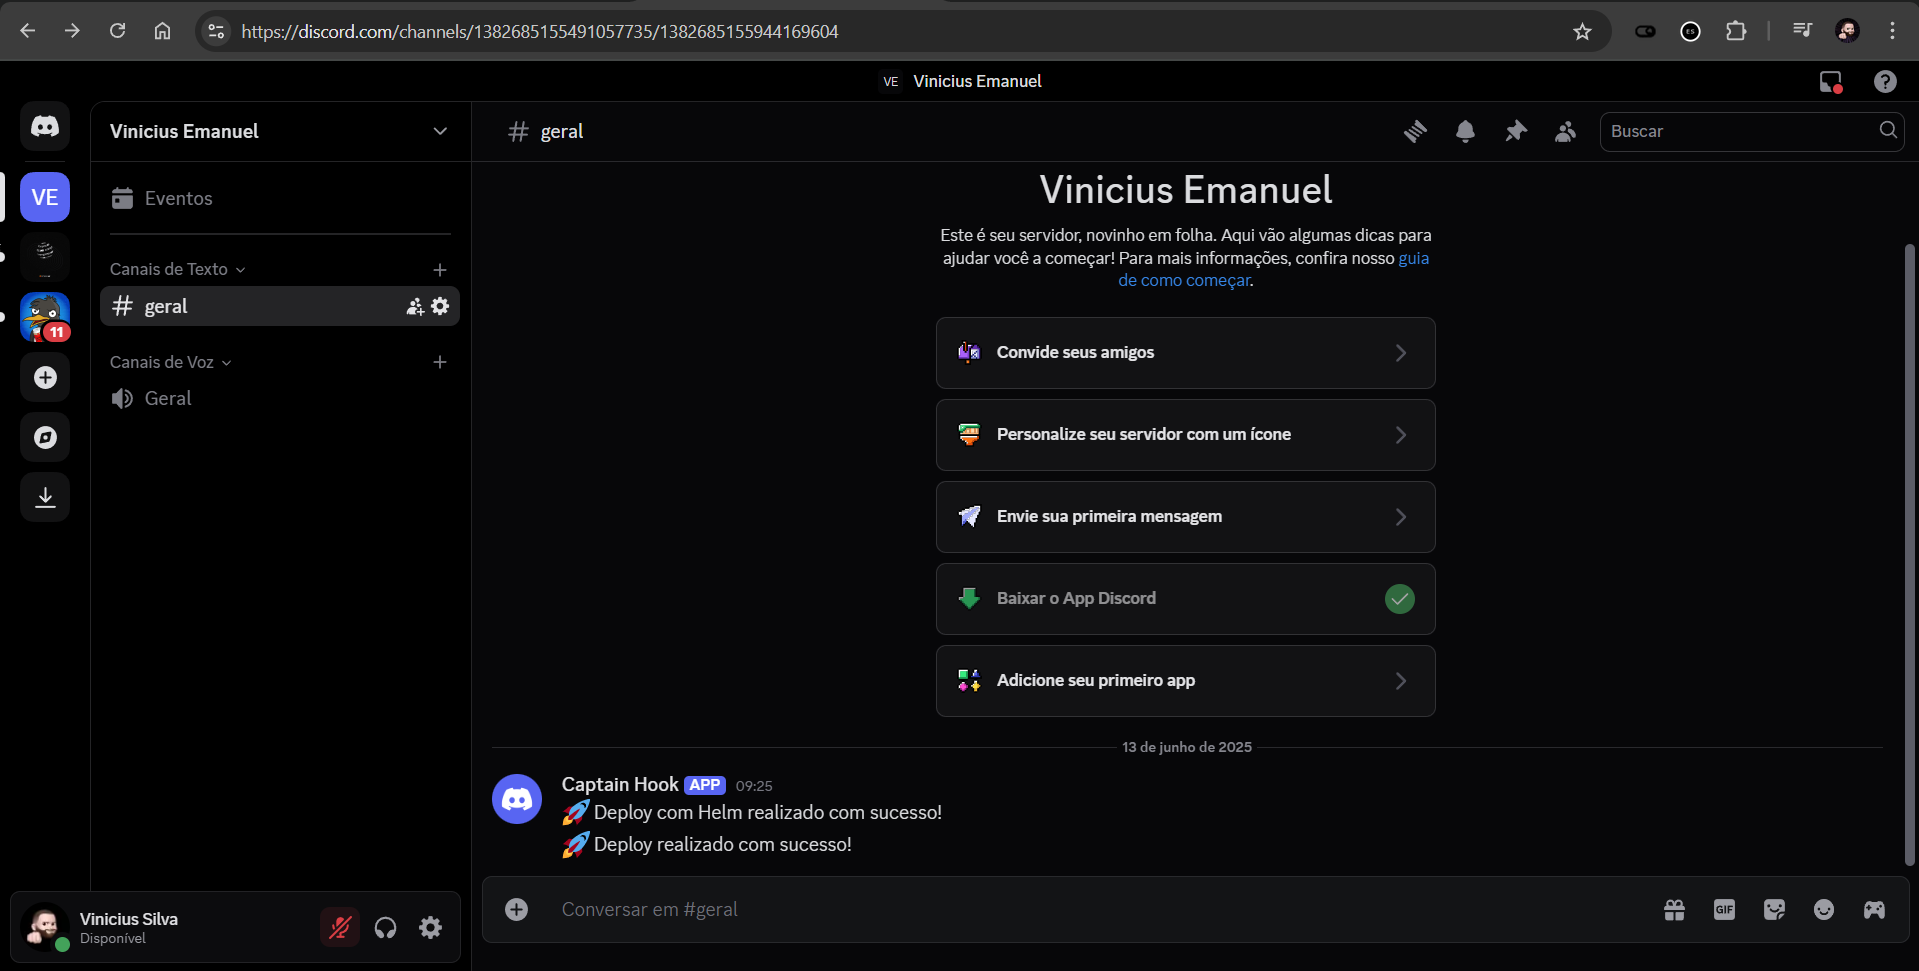 https://discord.com/channels/1382685155491057735/1382685155944169604
ES
VE Vinicius Emanuel
Vinicius Emanuel
geral
Buscar
VE
Eventos
Canais de Texto
geral
11
Canais de Voz
Geral
Vinicius Emanuel
Este é seu servidor, novinho em folha. Aqui vão algumas dicas para
ajudar você a começar! Para mais informações, confira nosso guia
de como começar.
Convide seus amigos
Personalize seu servidor com um ícone
Envie sua primeira mensagem
Baixar o App Discord
Adicione seu primeiro app
13 de junho de 2025
Captain Hook APP 09:25
🚀 Deploy com Helm realizado com sucesso!
🚀 Deploy realizado com sucesso!
Conversar em #geral
GIF
Vinicius Silva
Disponível